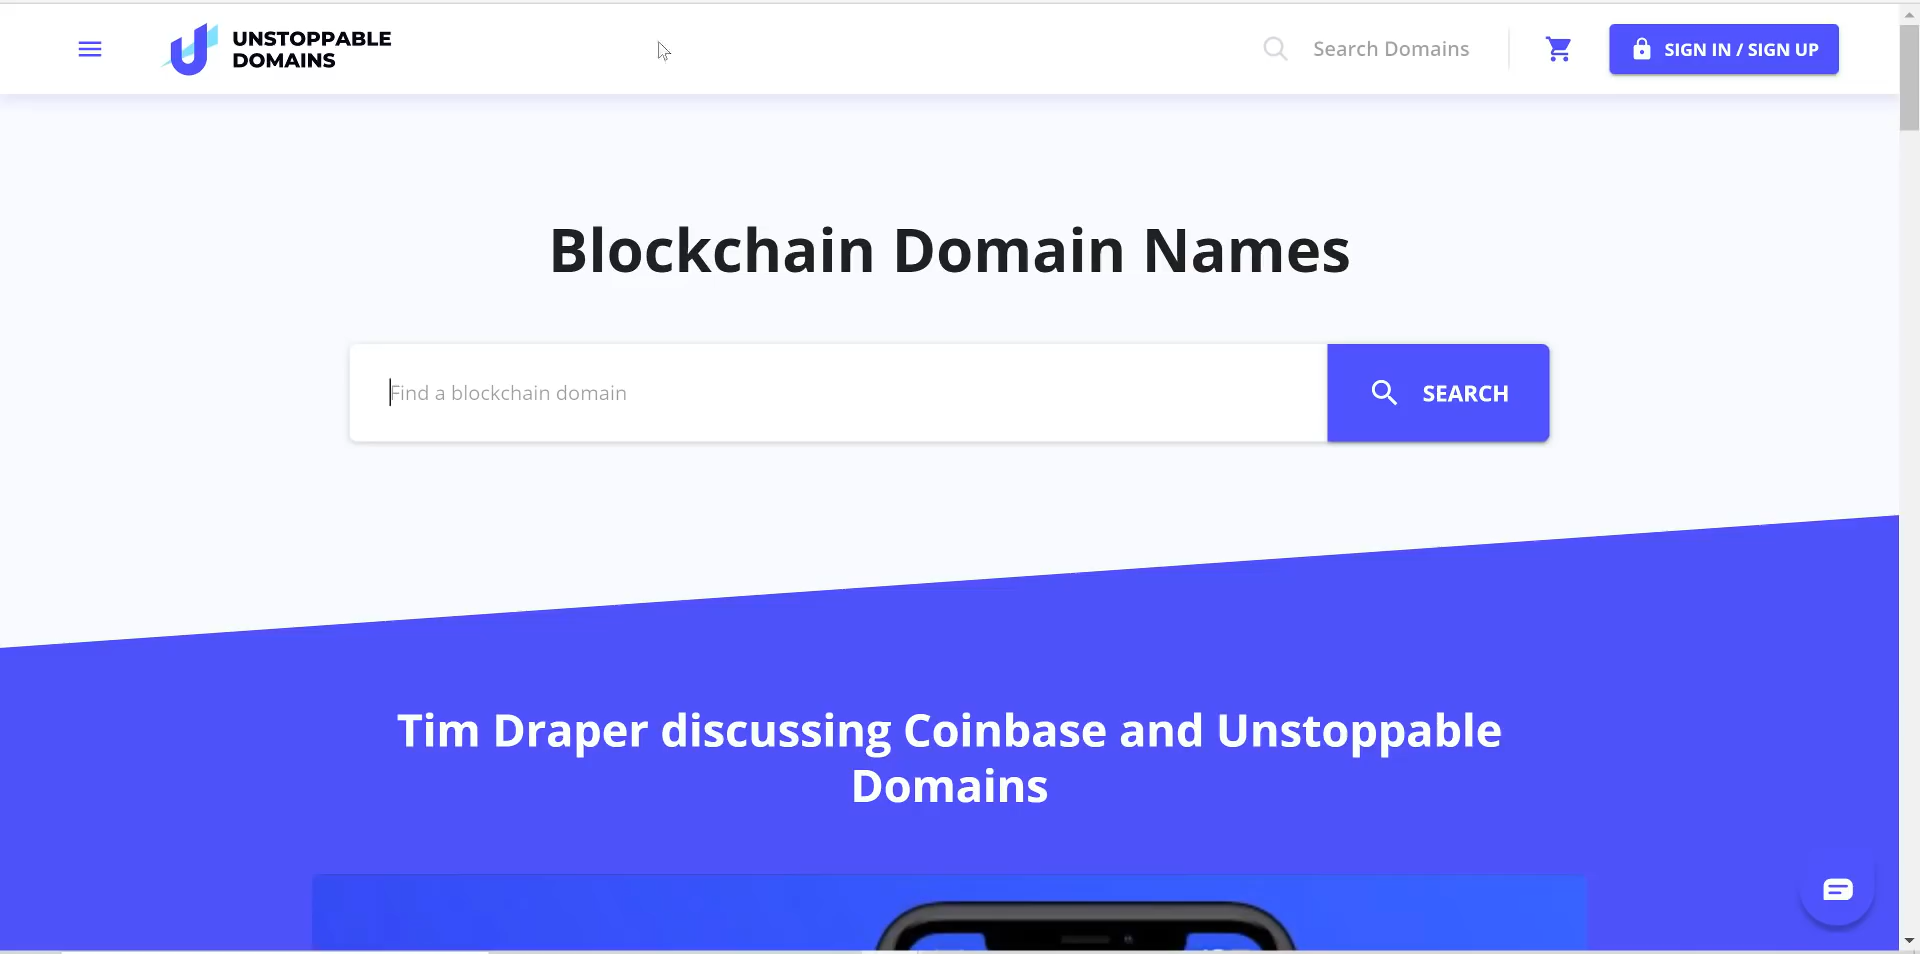 UNSTOPPABLE
DOMAINS
Search Domains
SIGN IN / SIGN UP
Blockchain Domain Names
Find a blockchain domain
SEARCH
Tim Draper discussing Coinbase and Unstoppable
Domains